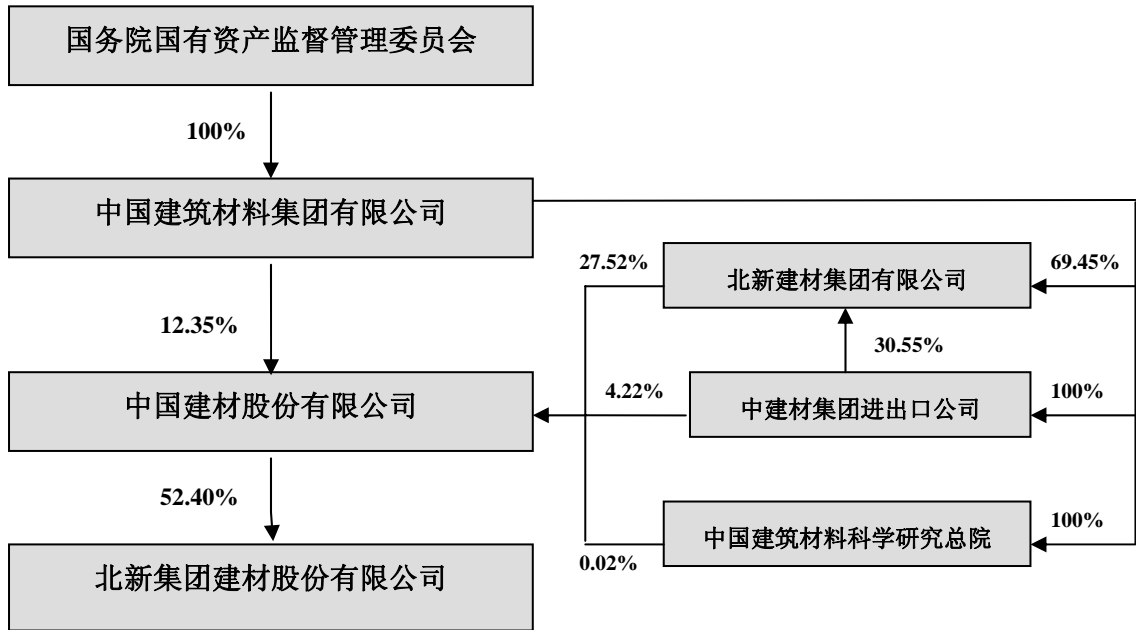 国务院国有资产监督管理委员会
100%
中国建筑材料集团有限公司
27.52%
北新建材集团有限公司
69.45%
12.35%
30.55%
中国建材股份有限公司
4.22%
中建材集团进出口公司
100%
52.40%
中国建筑材料科学研究总院
100%
0.02%
北新集团建材股份有限公司